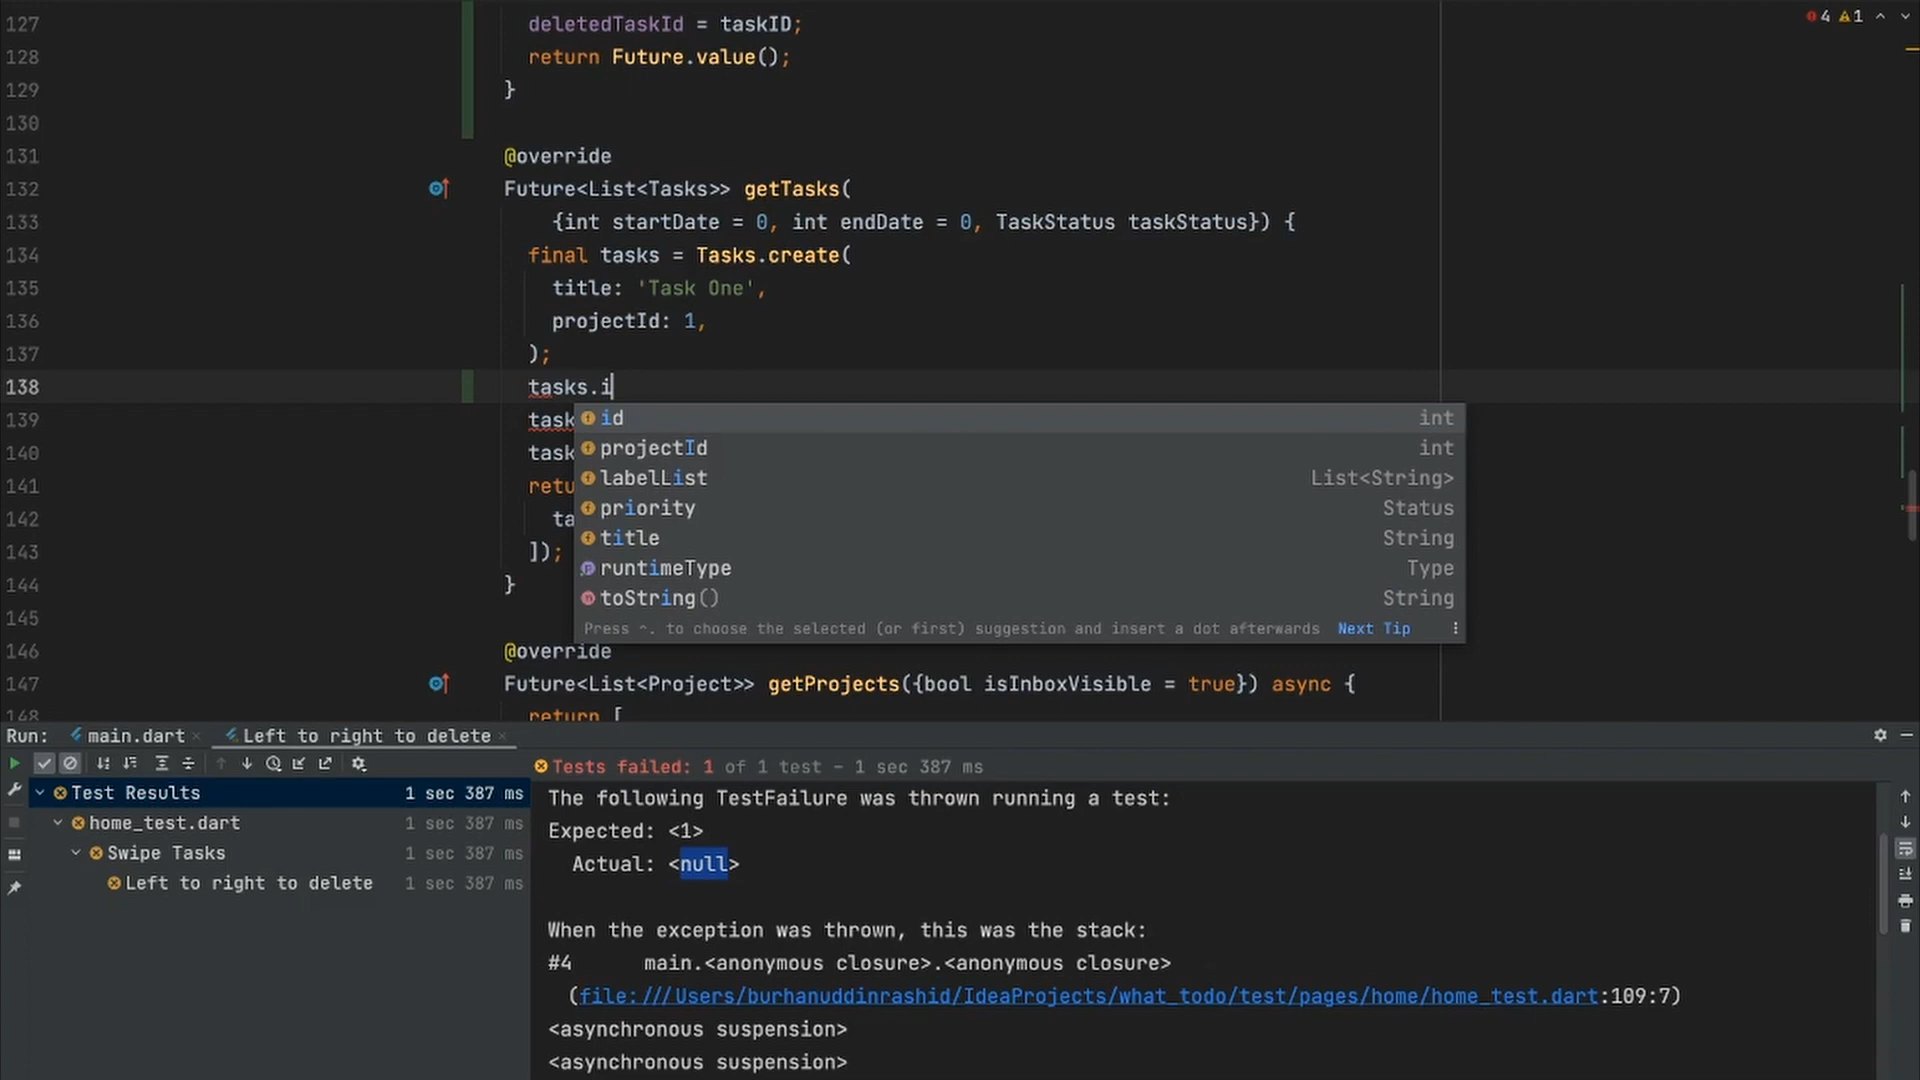 127 deletedTaskId = taskID;
128 return Future.value();
129 }
130
131 @override
132 Future<List<Tasks>> getTasks(
133 {int startDate = 0, int endDate = 0, TaskStatus taskStatus}) {
134 final tasks = Tasks.create(
135 title: 'Task One',
136 projectId: 1,
137 );
138 tasks.i
139 task
140 task
141 retu
142 ta
143 ]);
144 }
145
146 @override
147 Future<List<Project>> getProjects({bool isInboxVisible = true}) async {
148 return [
4 1
id int
projectId int
labelList List<String>
priority Status
title String
runtimeType Type
toString() String
Press ^. to choose the selected (or first) suggestion and insert a dot afterwards Next Tip
Run: main.dart Left to right to delete
Tests failed: 1 of 1 test – 1 sec 387 ms
Test Results 1 sec 387 ms
home_test.dart 1 sec 387 ms
Swipe Tasks 1 sec 387 ms
Left to right to delete 1 sec 387 ms
The following TestFailure was thrown running a test:
Expected: <1>
Actual: <null>
When the exception was thrown, this was the stack:
#4 main.<anonymous closure>.<anonymous closure>
(file:///Users/burhanuddinrashid/IdeaProjects/what_todo/test/pages/home/home_test.dart:109:7)
<asynchronous suspension>
<asynchronous suspension>